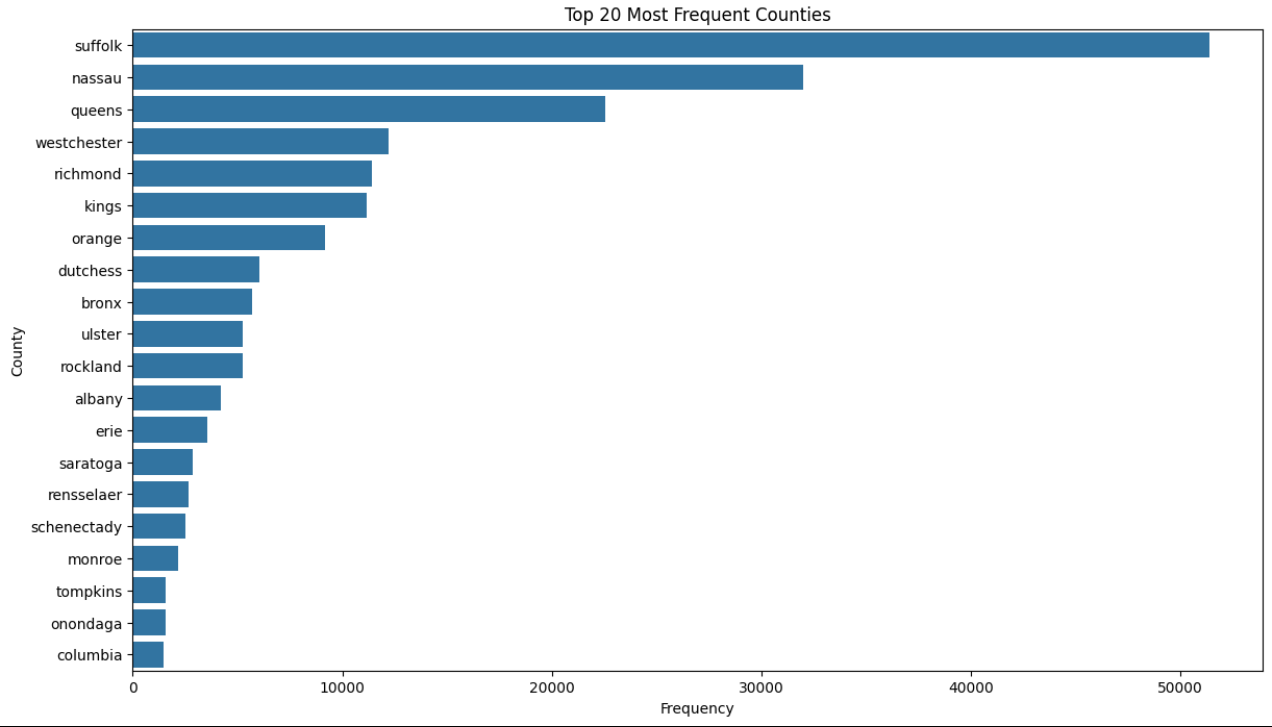 Top 20 Most Frequent Counties
suffolk
nassau
queens
westchester
richmond
kings
orange
dutchess
bronx
ulster
rockland
albany
erie
saratoga
rensselaer
schenectady
monroe
tompkins
onondaga
columbia
County
0 10000 20000 30000 40000 50000
Frequency